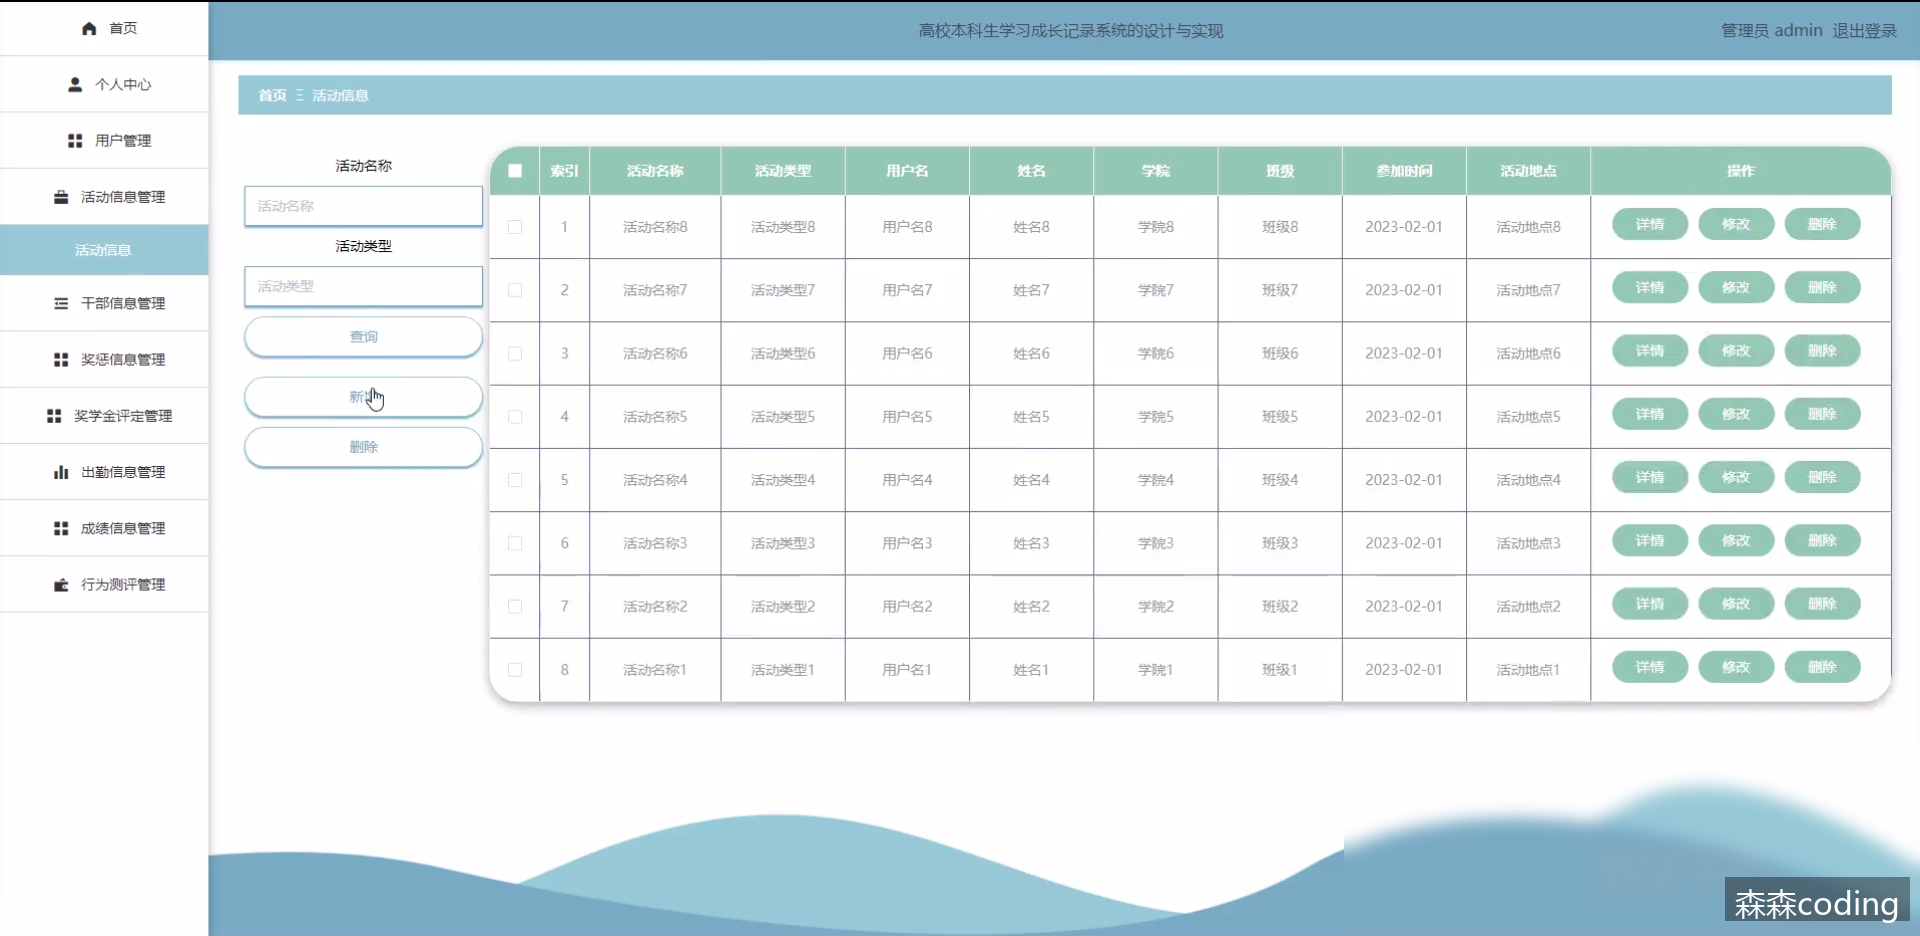 首页
个人中心
用户管理
活动信息管理
活动信息
干部信息管理
奖惩信息管理
奖学金评定管理
出勤信息管理
成绩信息管理
行为测评管理
高校本科生学习成长记录系统的设计与实现
管理员 admin 退出登录
首页 Ξ 活动信息
活动名称
活动名称
活动类型
活动类型
查询
新
删除
索引 活动名称 活动类型 用户名 姓名 学院 班级 参加时间 活动地点 操作
1 活动名称8 活动类型8 用户名8 姓名8 学院8 班级8 2023-02-01 活动地点8 详情 修改 删除
2 活动名称7 活动类型7 用户名7 姓名7 学院7 班级7 2023-02-01 活动地点7 详情 修改 删除
3 活动名称6 活动类型6 用户名6 姓名6 学院6 班级6 2023-02-01 活动地点6 详情 修改 删除
4 活动名称5 活动类型5 用户名5 姓名5 学院5 班级5 2023-02-01 活动地点5 详情 修改 删除
5 活动名称4 活动类型4 用户名4 姓名4 学院4 班级4 2023-02-01 活动地点4 详情 修改 删除
6 活动名称3 活动类型3 用户名3 姓名3 学院3 班级3 2023-02-01 活动地点3 详情 修改 删除
7 活动名称2 活动类型2 用户名2 姓名2 学院2 班级2 2023-02-01 活动地点2 详情 修改 删除
8 活动名称1 活动类型1 用户名1 姓名1 学院1 班级1 2023-02-01 活动地点1 详情 修改 删除
森森coding